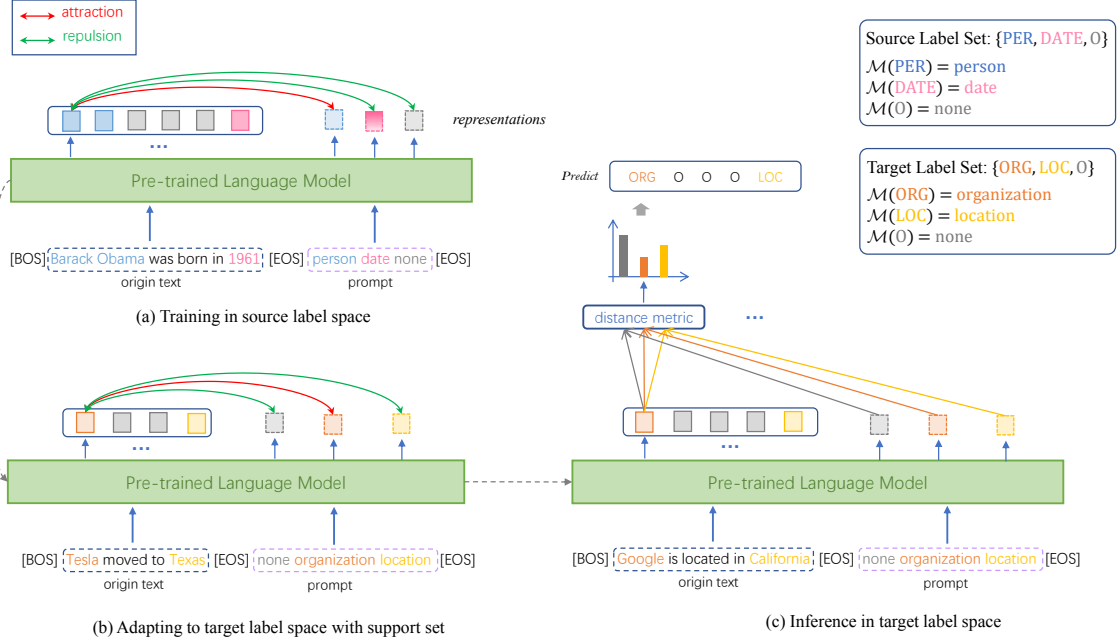 attraction
repulsion
...
representations
Pre-trained Language Model
[BOS] Barack Obama was born in 1961 [EOS] person date none [EOS]
origin text
prompt
(a) Training in source label space
Source Label Set: {PER, DATE, O}
ℳ(PER) = person
ℳ(DATE) = date
ℳ(O) = none
Target Label Set: {ORG, LOC, O}
ℳ(ORG) = organization
ℳ(LOC) = location
ℳ(O) = none
...
Pre-trained Language Model
[BOS] Tesla moved to Texas [EOS] none organization location [EOS]
origin text
prompt
(b) Adapting to target label space with support set
Predict
ORG O O O LOC
distance metric
...
...
Pre-trained Language Model
[BOS] Google is located in California [EOS] none organization location [EOS]
origin text
prompt
(c) Inference in target label space